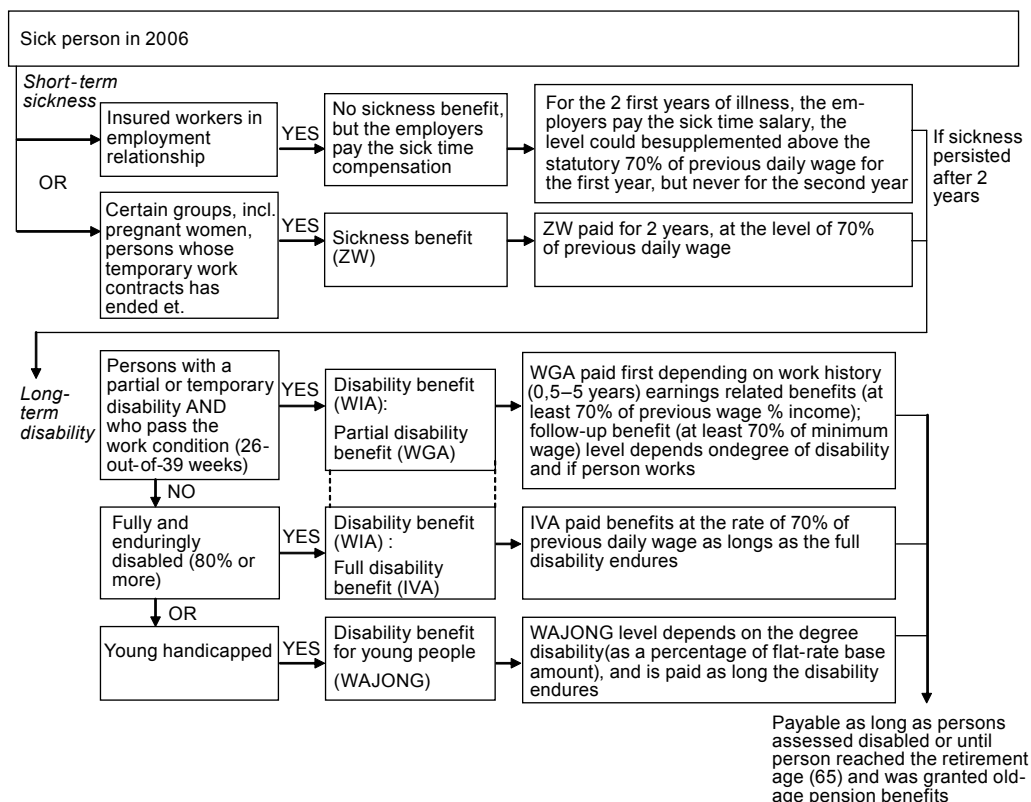 Sick person in 2006
Short-term
sickness
Insured workers in
employment
relationship
YES
No sickness benefit,
but the employers
pay the sick time
compensation
For the 2 first years of illness, the em-
ployers pay the sick time salary, the
level could besupplemented above the
statutory 70% of previous daily wage for
the first year, but never for the second year
If sickness
persisted
after 2
years
OR
Certain groups, incl.
pregnant women,
persons whose
temporary work
contracts has
ended et.
YES
Sickness benefit
(ZW)
ZW paid for 2 years, at the level of 70%
of previous daily wage
Long-
term
disability
Persons with a
partial or temporary
disability AND
who pass the
work condition (26-
out-of-39 weeks)
YES
Disability benefit
(WIA):
Partial disability
benefit (WGA)
WGA paid first depending on work history
(0,5–5 years) earnings related benefits (at
least 70% of previous wage % income);
follow-up benefit (at least 70% of minimum
wage) level depends ondegree of disability
and if person works
NO
Fully and
enduringly
disabled (80% or
more)
YES
Disability benefit
(WIA) :
Full disability
benefit (IVA)
IVA paid benefits at the rate of 70% of
previous daily wage as longs as the full
disability endures
OR
Young handicapped
YES
Disability benefit
for young people
(WAJONG)
WAJONG level depends on the degree
disability(as a percentage of flat-rate base
amount), and is paid as long the disability
endures
Payable as long as persons
assessed disabled or until
person reached the retirement
age (65) and was granted old-
age pension benefits